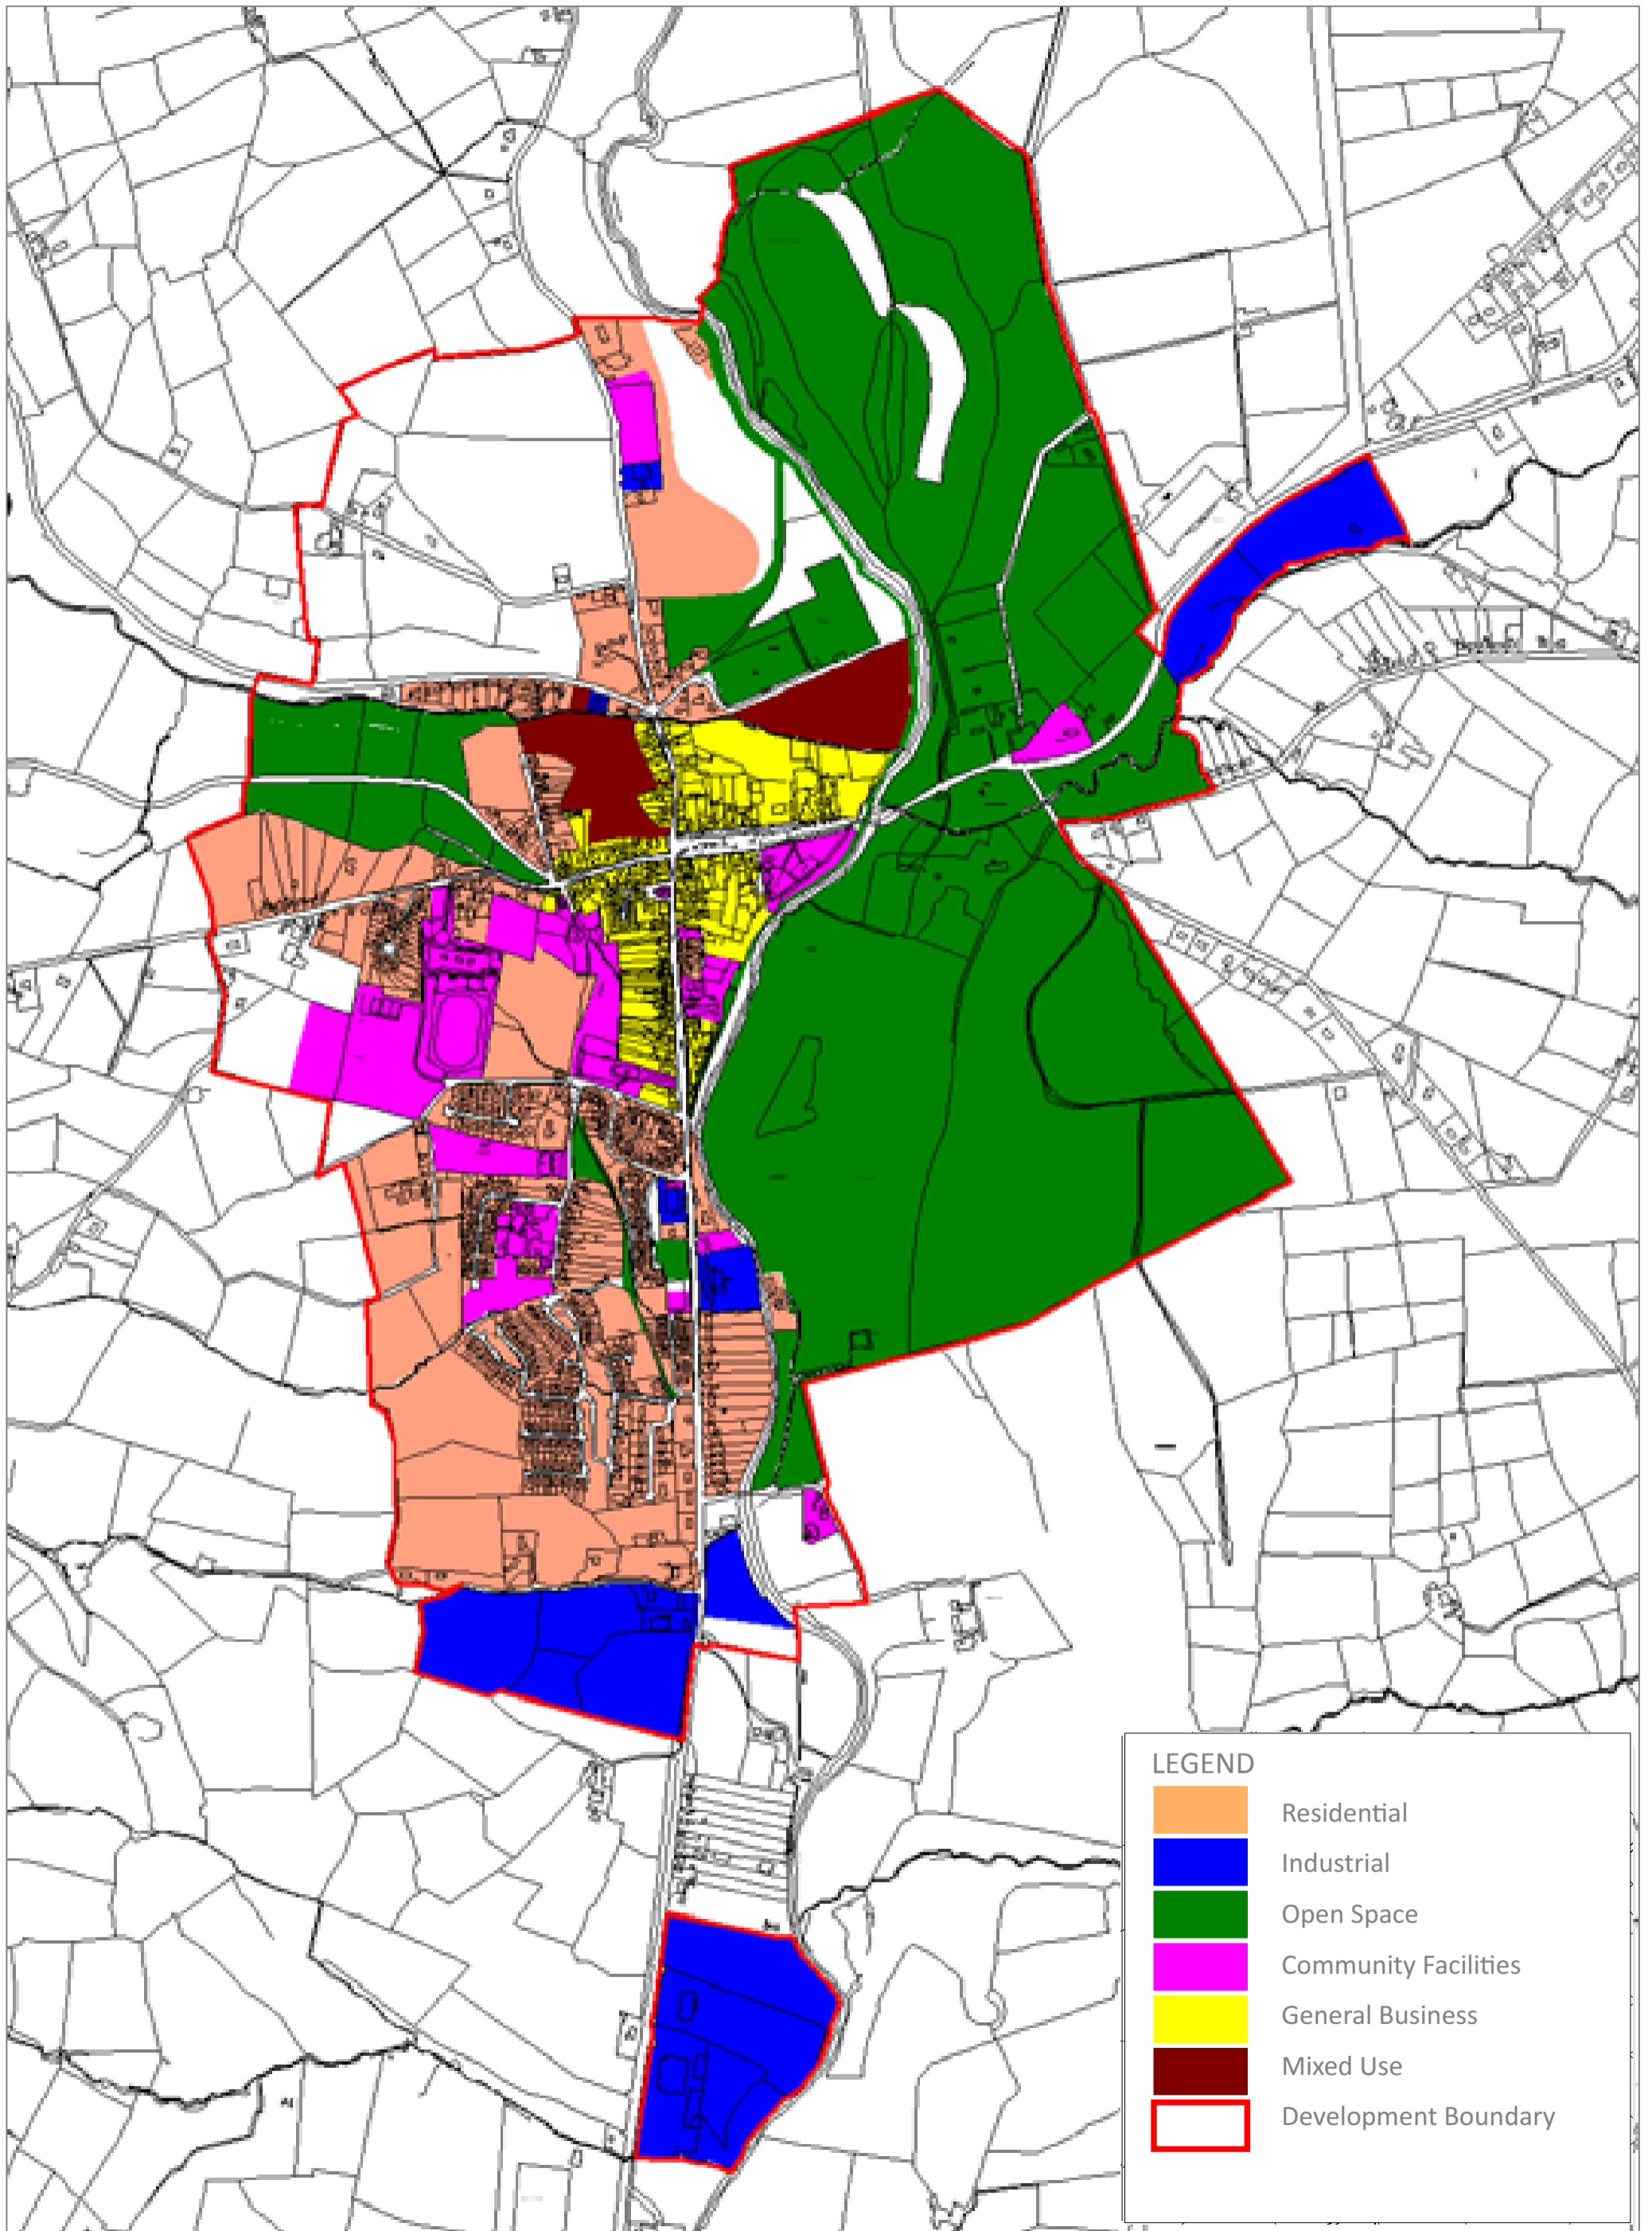 LEGEND
Residential
Industrial
Open Space
Community Facilities
General Business
Mixed Use
Development Boundary